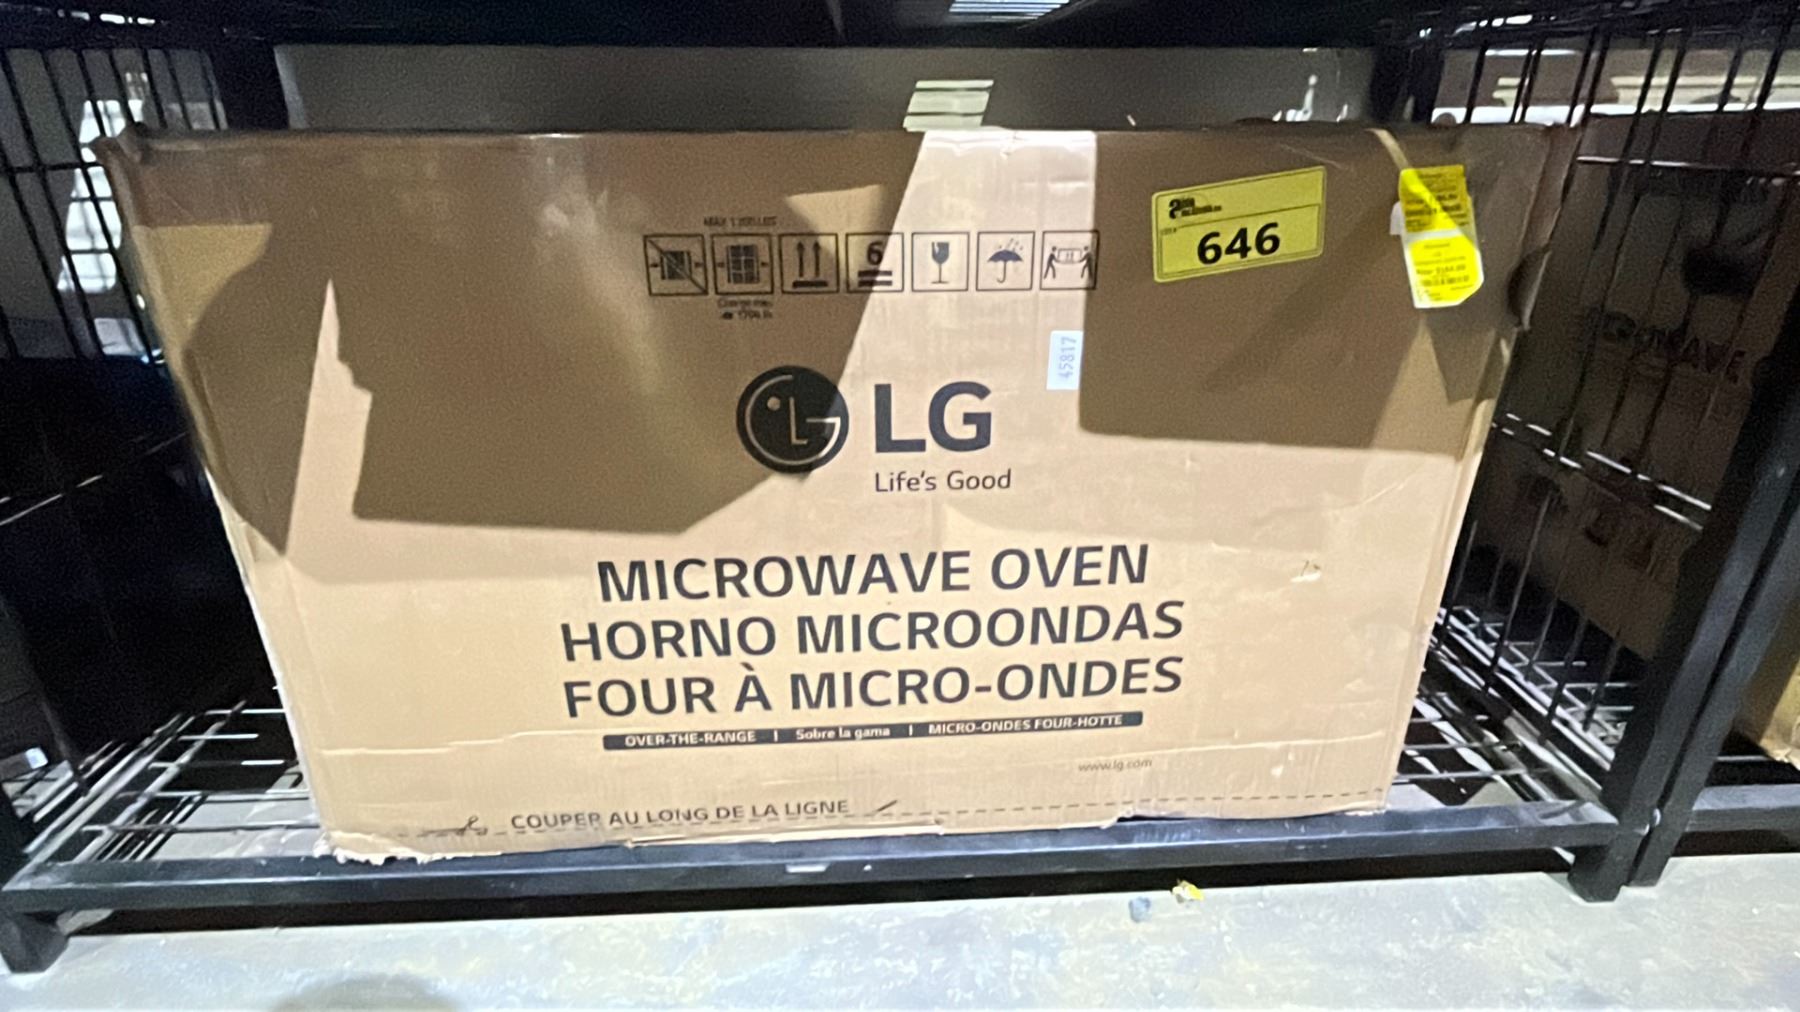 6
646
45817
LG
Life's Good
MICROWAVE OVEN
HORNO MICROONDAS
FOUR À MICRO-ONDES
OVER-THE-RANGE | Sobre la gama | MICRO-ONDES FOUR-HOTTE
www.lg.com
COUPER AU LONG DE LA LIGNE